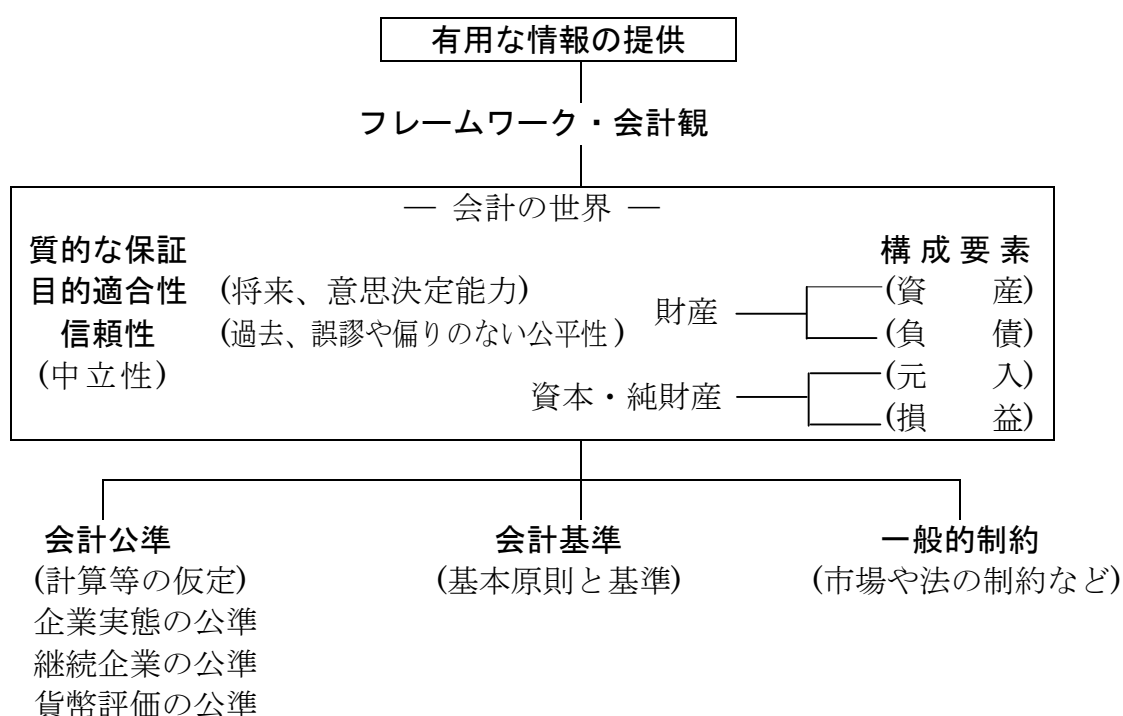 有用な情報の提供
フレームワーク・会計観
― 会計の世界 ―
質的な保証
目的適合性 (将来、意思決定能力)
信頼性 (過去、誤謬や偏りのない公平性)
(中立性)
構成要素
財産
(資 産)
(負 債)
資本・純財産
(元 入)
(損 益)
会計公準
(計算等の仮定)
企業実態の公準
継続企業の公準
貨幣評価の公準
会計基準
(基本原則と基準)
一般的制約
(市場や法の制約など)